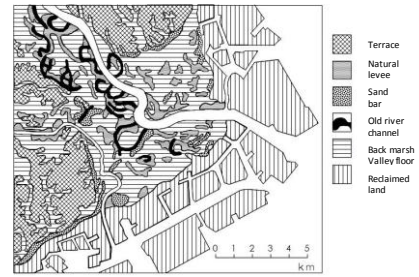 Terrace
Natural
levee
Sand
bar
Old river
channel
Back marsh
Valley floor
Reclaimed
land
0 1 2 3 4 5
km